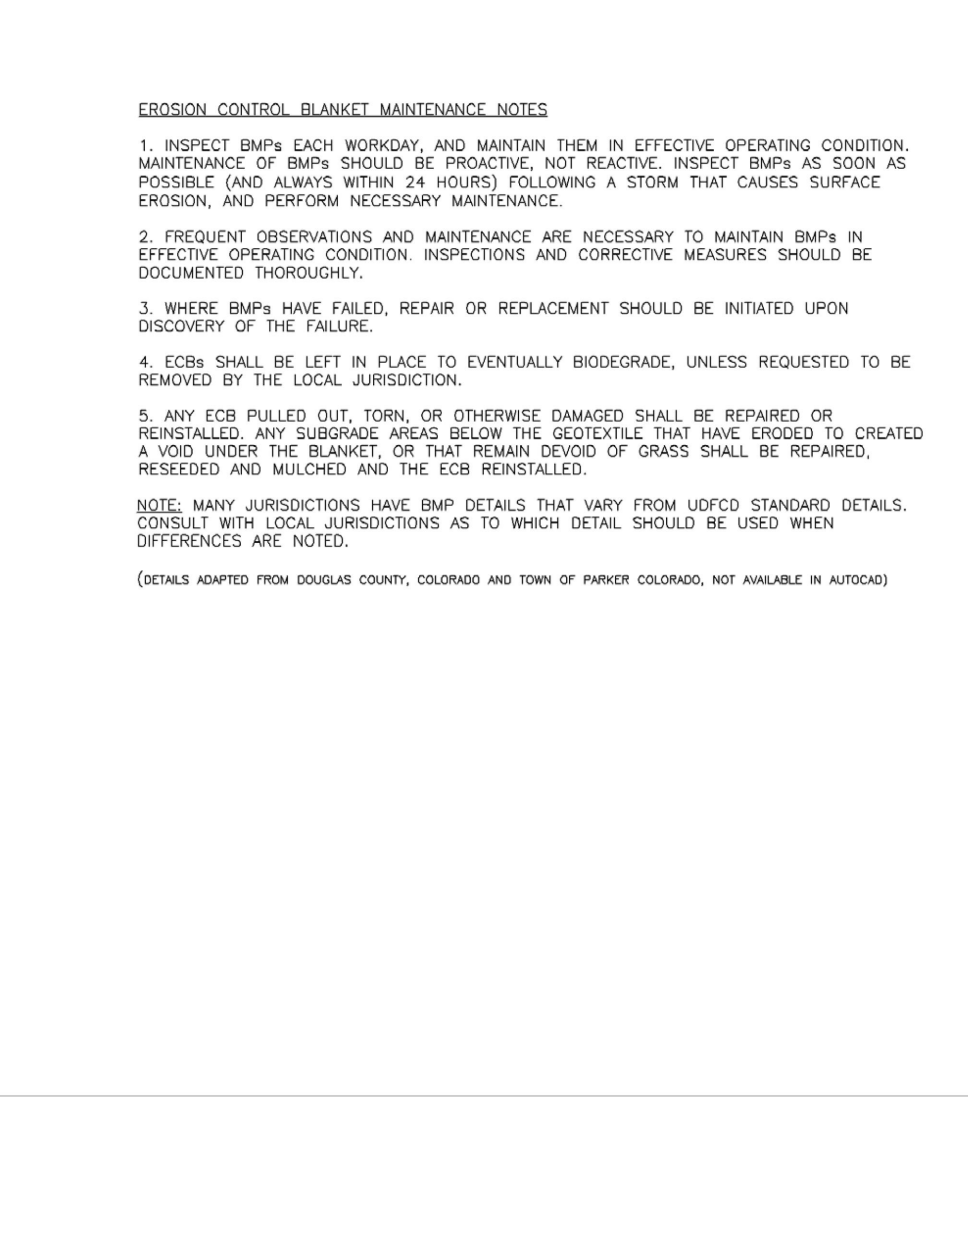 EROSION CONTROL BLANKET MAINTENANCE NOTES
1. INSPECT BMPs EACH WORKDAY, AND MAINTAIN THEM IN EFFECTIVE OPERATING CONDITION.
MAINTENANCE OF BMPs SHOULD BE PROACTIVE, NOT REACTIVE. INSPECT BMPs AS SOON AS
POSSIBLE (AND ALWAYS WITHIN 24 HOURS) FOLLOWING A STORM THAT CAUSES SURFACE
EROSION, AND PERFORM NECESSARY MAINTENANCE.
2. FREQUENT OBSERVATIONS AND MAINTENANCE ARE NECESSARY TO MAINTAIN BMPs IN
EFFECTIVE OPERATING CONDITION. INSPECTIONS AND CORRECTIVE MEASURES SHOULD BE
DOCUMENTED THOROUGHLY.
3. WHERE BMPs HAVE FAILED, REPAIR OR REPLACEMENT SHOULD BE INITIATED UPON
DISCOVERY OF THE FAILURE.
4. ECBs SHALL BE LEFT IN PLACE TO EVENTUALLY BIODEGRADE, UNLESS REQUESTED TO BE
REMOVED BY THE LOCAL JURISDICTION.
5. ANY ECB PULLED OUT, TORN, OR OTHERWISE DAMAGED SHALL BE REPAIRED OR
REINSTALLED. ANY SUBGRADE AREAS BELOW THE GEOTEXTILE THAT HAVE ERODED TO CREATED
A VOID UNDER THE BLANKET, OR THAT REMAIN DEVOID OF GRASS SHALL BE REPAIRED,
RESEEDED AND MULCHED AND THE ECB REINSTALLED.
NOTE: MANY JURISDICTIONS HAVE BMP DETAILS THAT VARY FROM UDFCD STANDARD DETAILS.
CONSULT WITH LOCAL JURISDICTIONS AS TO WHICH DETAIL SHOULD BE USED WHEN
DIFFERENCES ARE NOTED.
(DETAILS ADAPTED FROM DOUGLAS COUNTY, COLORADO AND TOWN OF PARKER COLORADO, NOT AVAILABLE IN AUTOCAD)